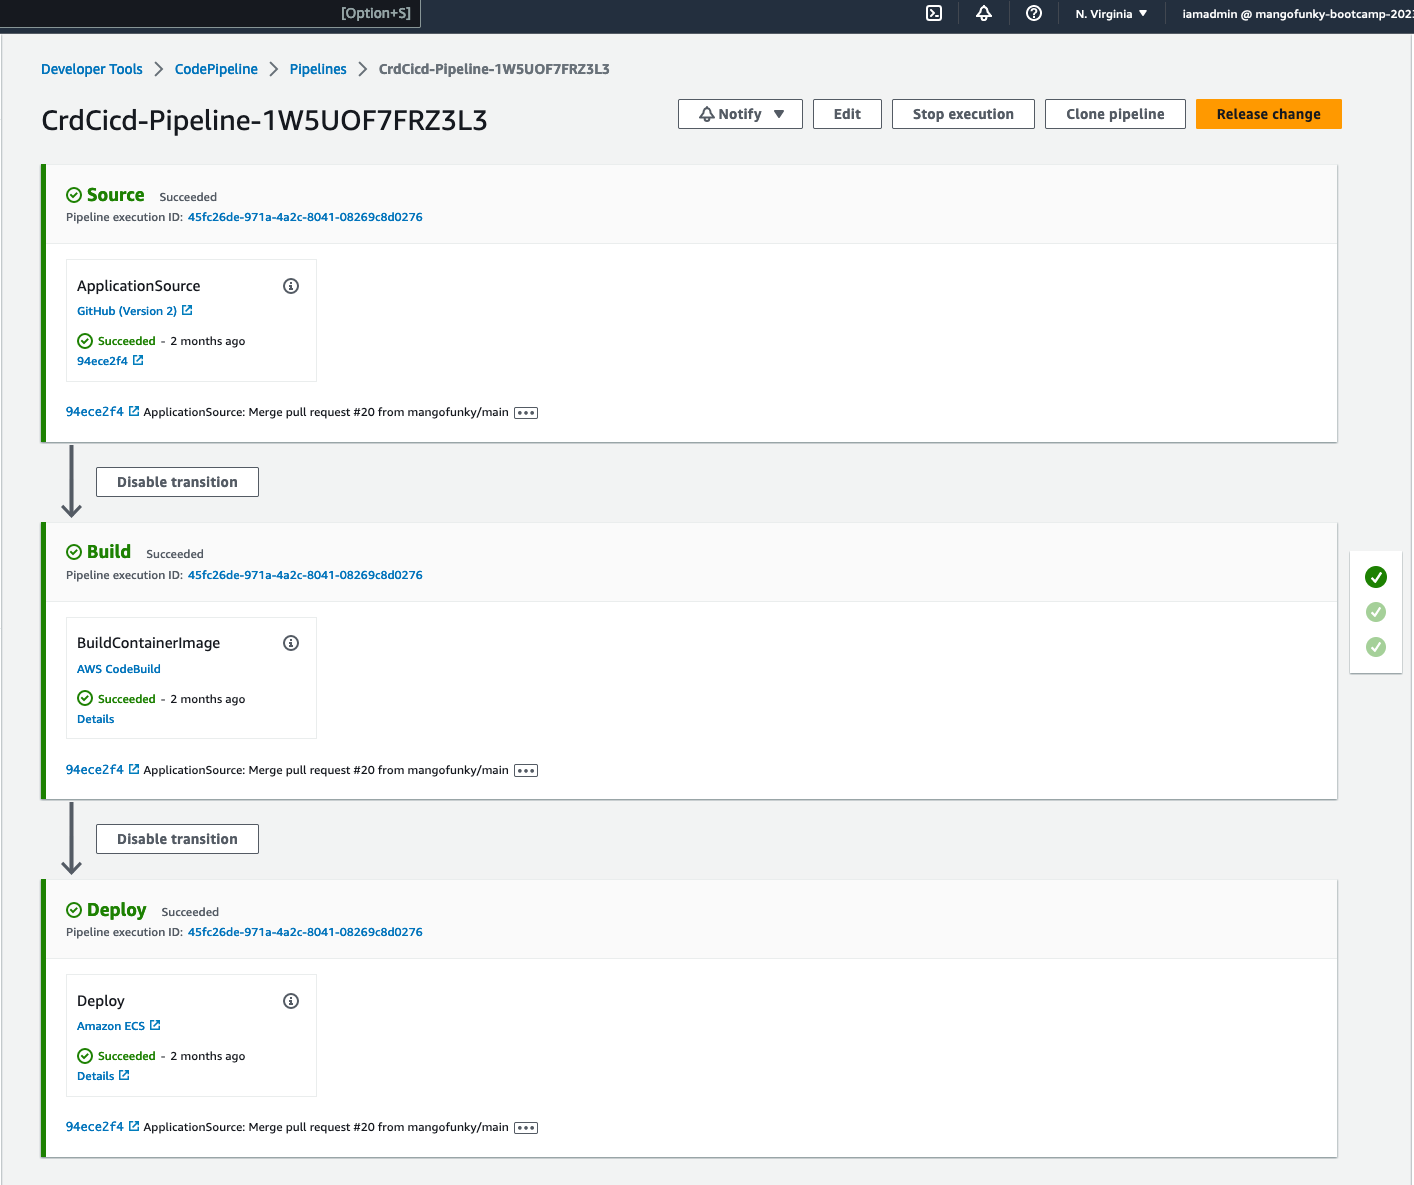 [Option+S]
N. Virginia
iamadmin @ mangofunky-bootcamp-202
Developer Tools
CodePipeline
Pipelines
CrdCicd-Pipeline-1W5UOF7FRZ3L3
CrdCicd-Pipeline-1W5UOF7FRZ3L3
Notify
Edit
Stop execution
Clone pipeline
Release change
Source Succeeded
Pipeline execution ID: 45fc26de-971a-4a2c-8041-08269c8d0276
ApplicationSource
GitHub (Version 2)
Succeeded - 2 months ago
94ece2f4
94ece2f4 ApplicationSource: Merge pull request #20 from mangofunky/main
Disable transition
Build Succeeded
Pipeline execution ID: 45fc26de-971a-4a2c-8041-08269c8d0276
BuildContainerImage
AWS CodeBuild
Succeeded - 2 months ago
Details
94ece2f4 ApplicationSource: Merge pull request #20 from mangofunky/main
Disable transition
Deploy Succeeded
Pipeline execution ID: 45fc26de-971a-4a2c-8041-08269c8d0276
Deploy
Amazon ECS
Succeeded - 2 months ago
Details
94ece2f4 ApplicationSource: Merge pull request #20 from mangofunky/main